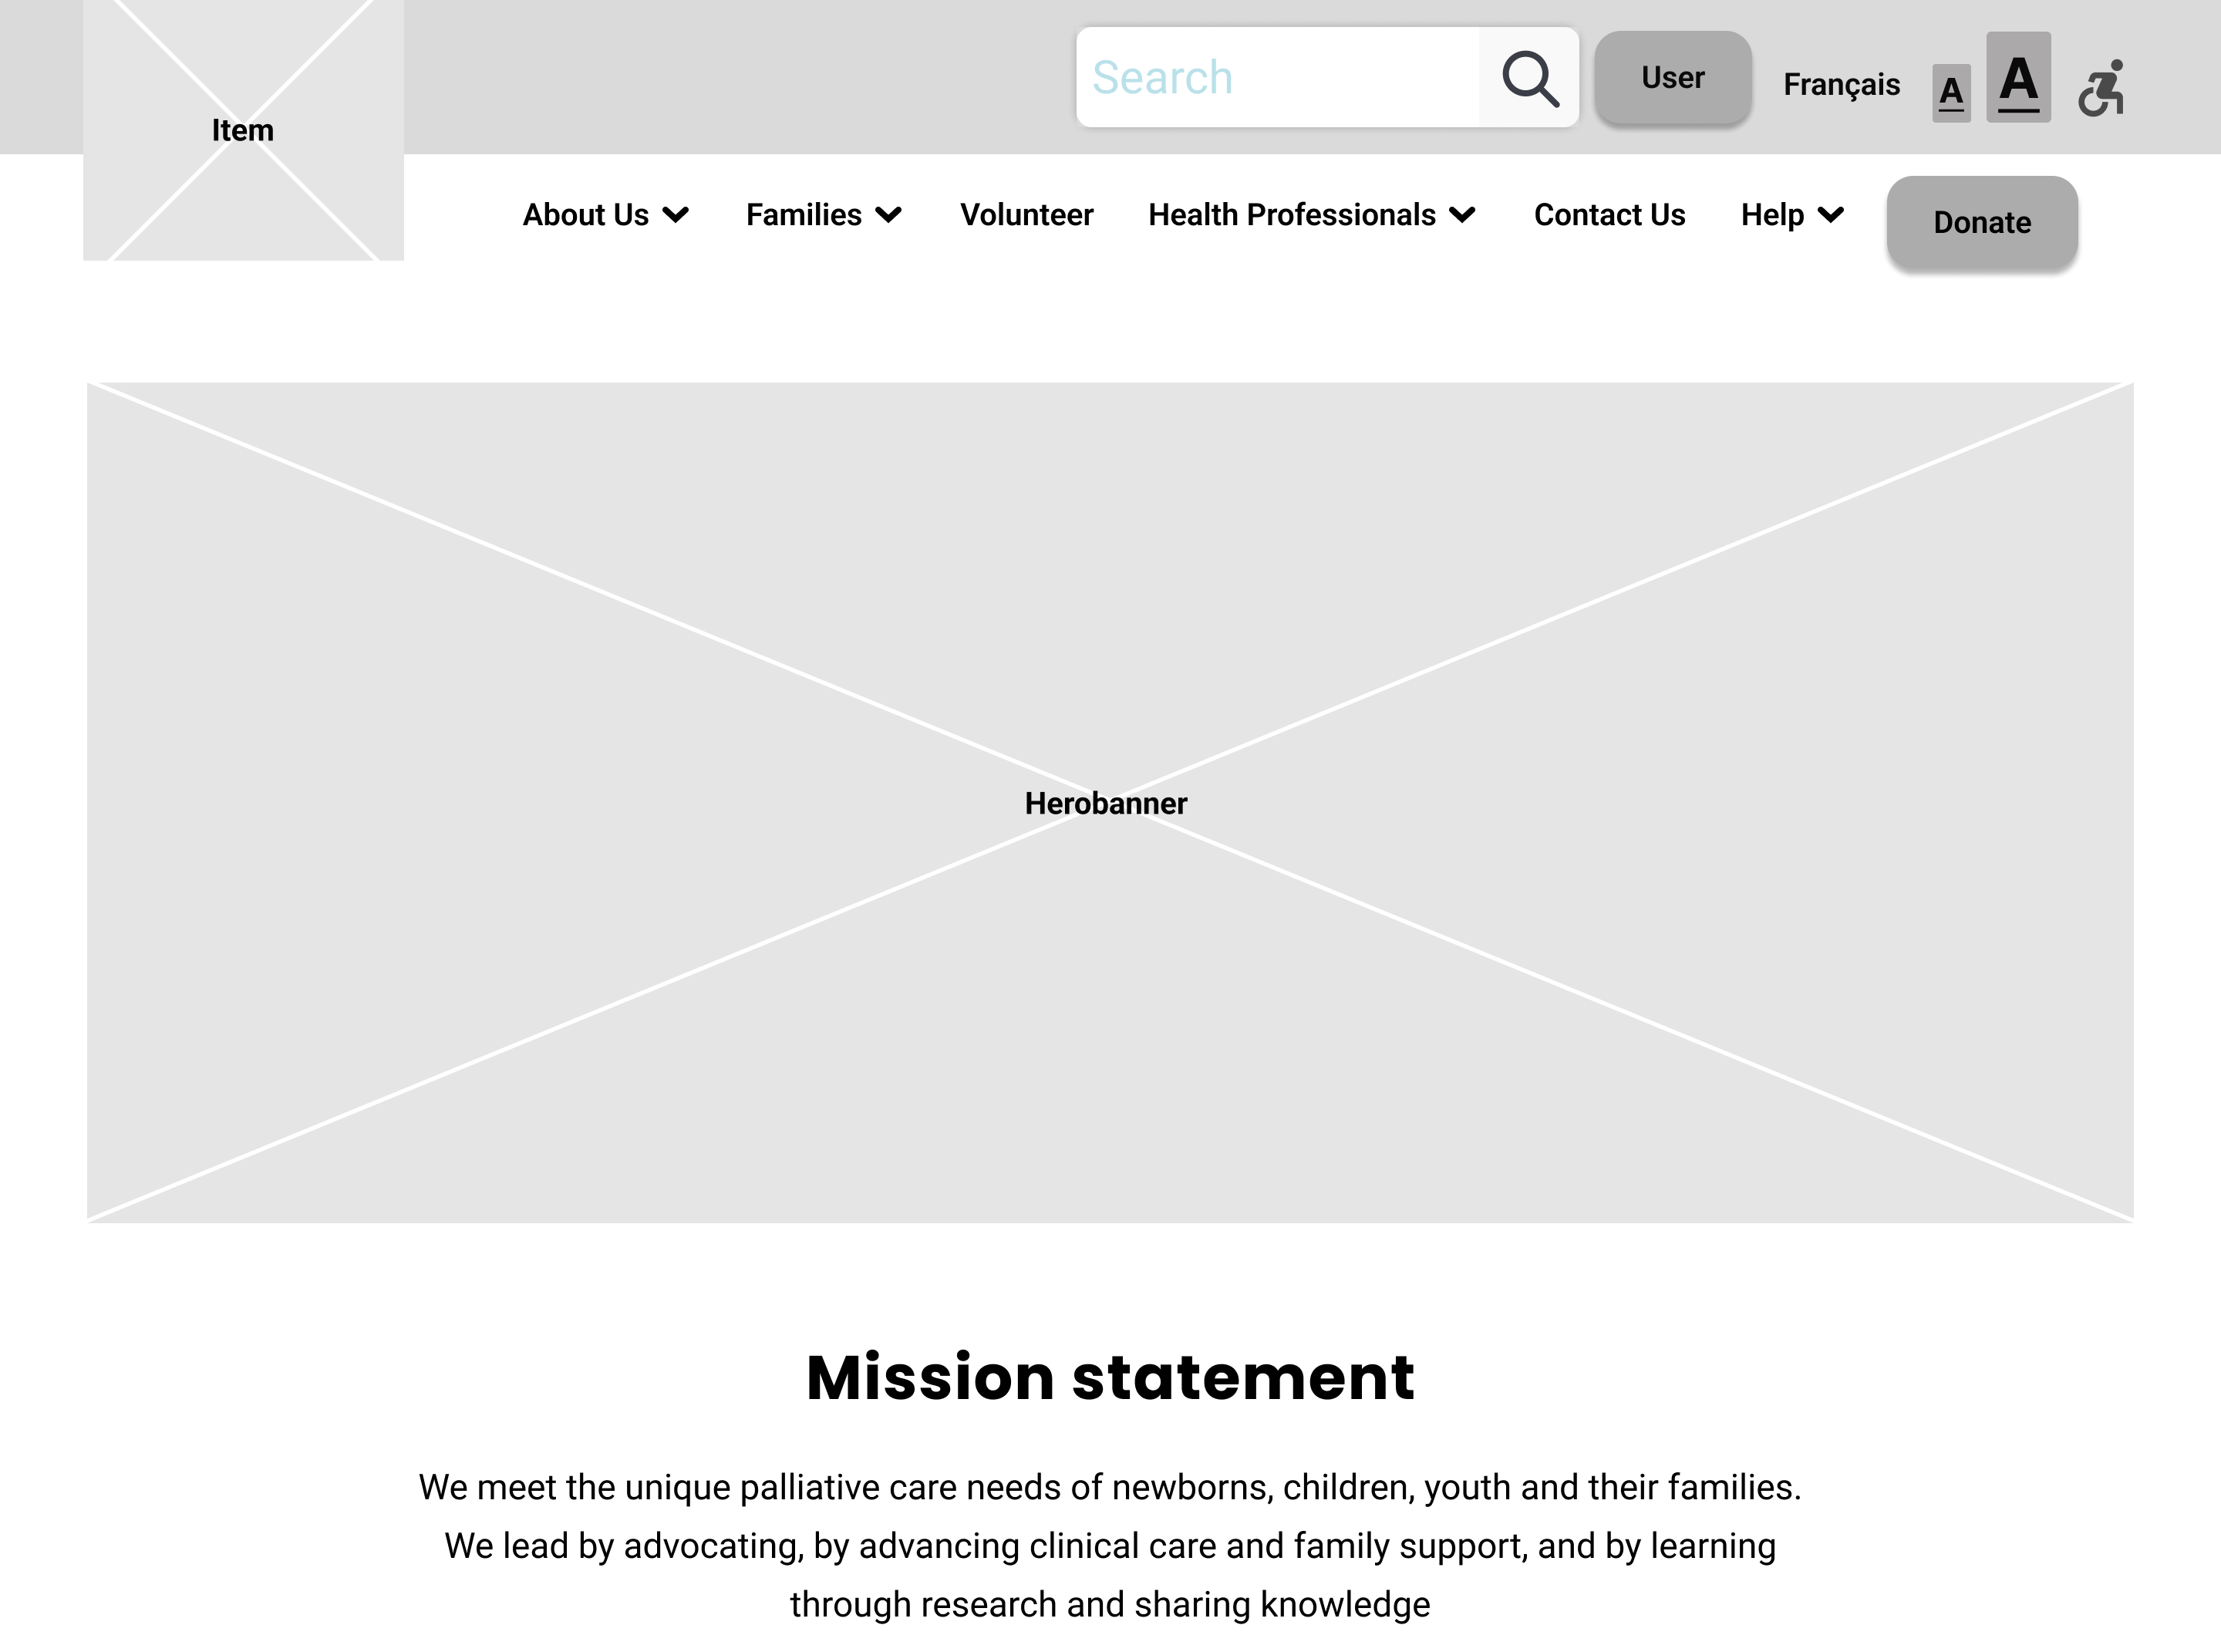 Search
User
Français
A
A
Item
About Us
Families
Volunteer
Health Professionals
Contact Us
Help
Donate
Herobanner
Mission statement
We meet the unique palliative care needs of newborns, children, youth and their families.
We lead by advocating, by advancing clinical care and family support, and by learning
through research and sharing knowledge